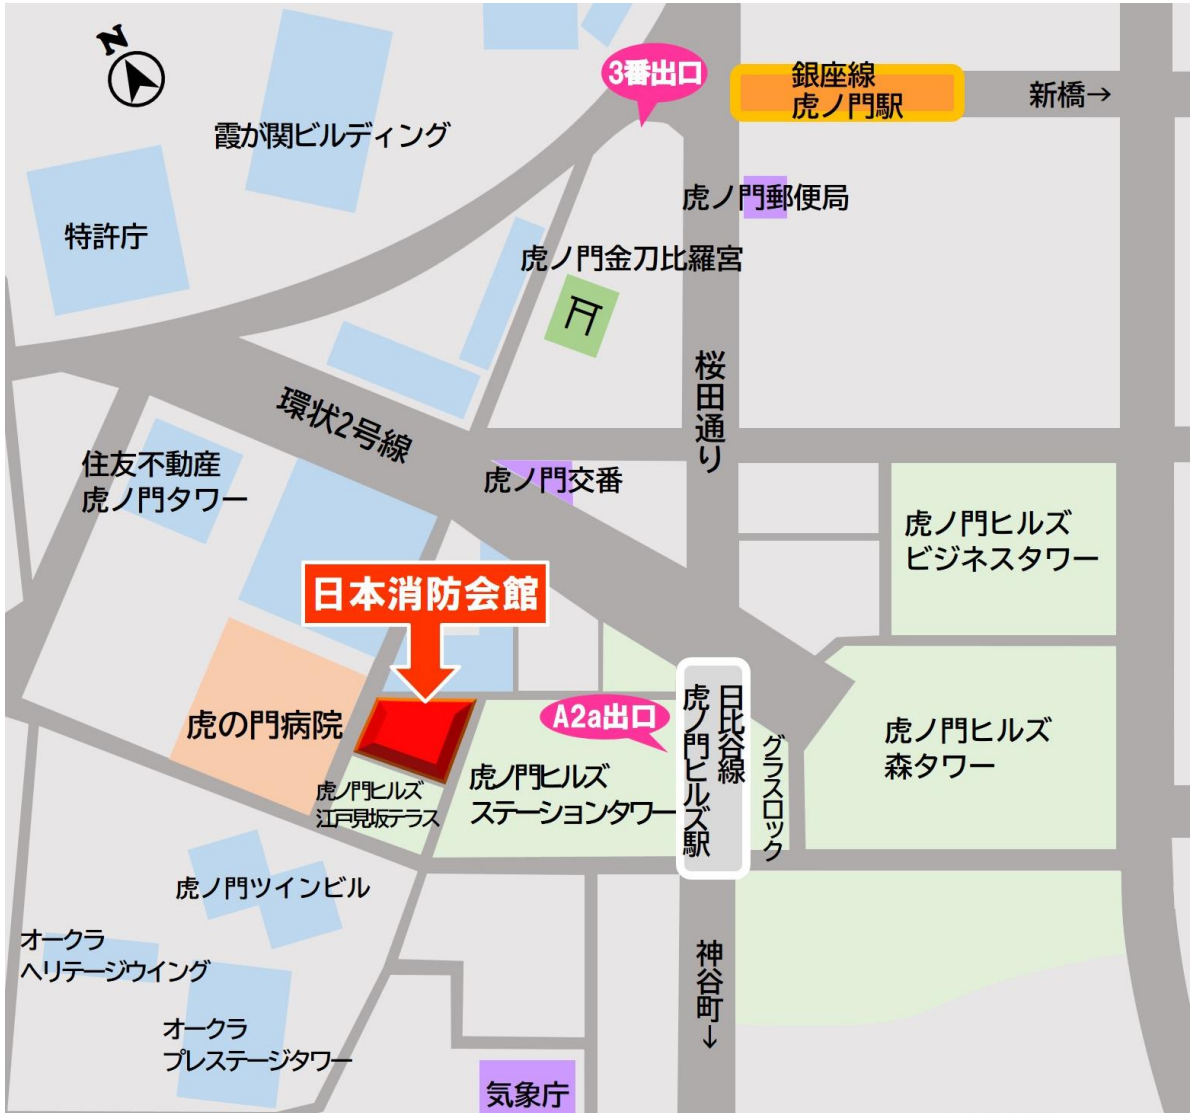 N
3番出口
銀座線
虎ノ門駅
新橋→
霞が関ビルディング
特許庁
虎ノ門郵便局
虎ノ門金刀比羅宮
桜田通り
環状2号線
住友不動産
虎ノ門タワー
虎ノ門交番
虎ノ門ヒルズ
ビジネスタワー
日本消防会館
虎の門病院
A2a出口
日比谷線
虎ノ門ヒルズ駅
グラスロック
虎ノ門ヒルズ
森タワー
虎ノ門ヒルズ
ステーションタワー
虎ノ門ヒルズ
江戸見坂テラス
虎ノ門ツインビル
オークラ
ヘリテージウイング
オークラ
プレステージタワー
神谷町→
気象庁